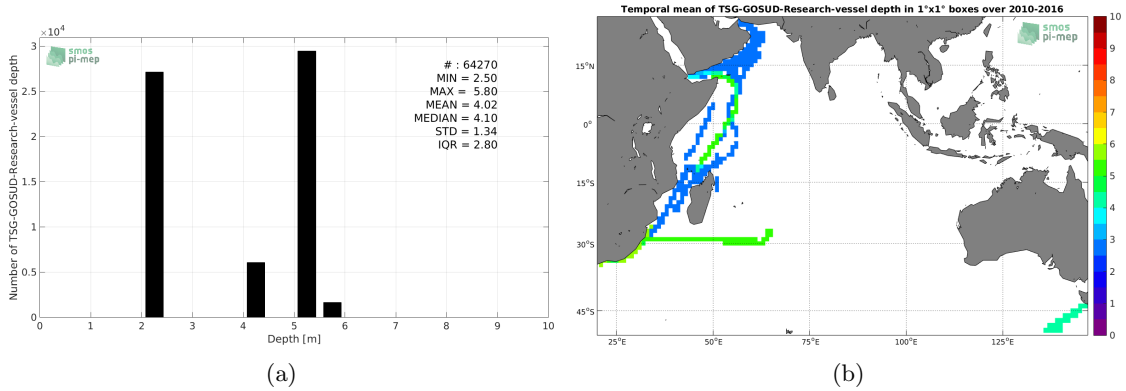 smos
pi-mep
# : 64270
MIN = 2.50
MAX = 5.80
MEAN = 4.02
MEDIAN = 4.10
STD = 1.34
IQR = 2.80
×10⁴
3
2.5
2
1.5
1
0.5
0
Number of TSG-GOSUD-Research-vessel depth
0 1 2 3 4 5 6 7 8 9 10
Depth [m]
(a)
Temporal mean of TSG-GOSUD-Research-vessel depth in 1°x1° boxes over 2010-2016
smos
pi-mep
15°N
0°
15°S
30°S
45°S
25°E 50°E 75°E 100°E 125°E
10
9
8
7
6
5
4
3
2
1
0
(b)